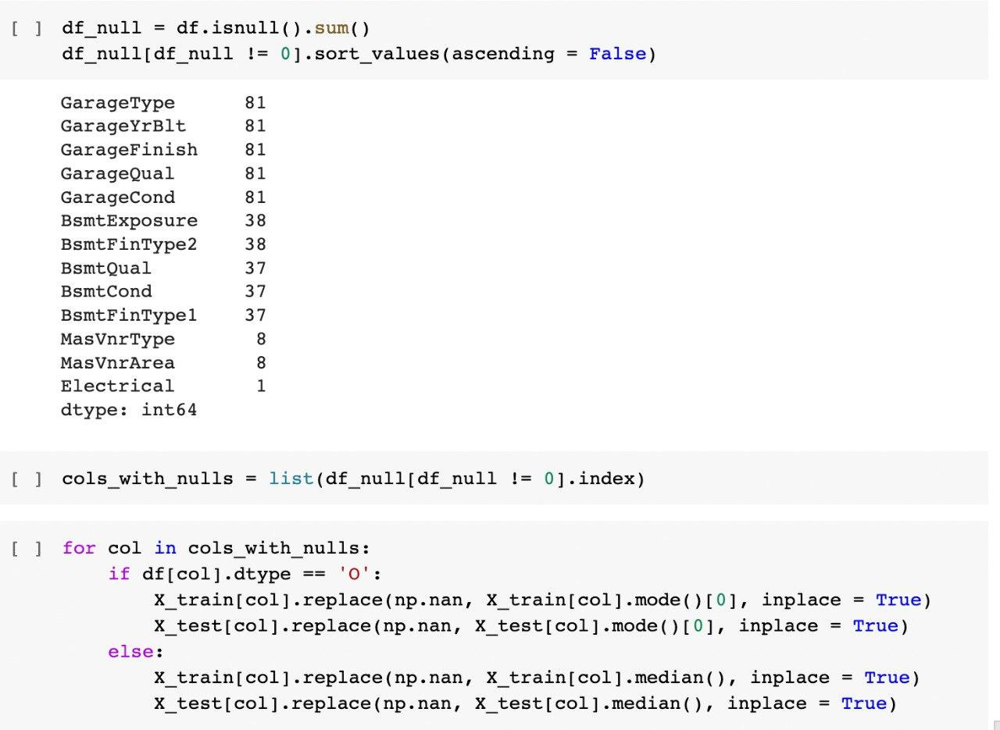 [ ] df_null = df.isnull().sum()
df_null[df_null != 0].sort_values(ascending = False)
GarageType 81
GarageYrBlt 81
GarageFinish 81
GarageQual 81
GarageCond 81
BsmtExposure 38
BsmtFinType2 38
BsmtQual 37
BsmtCond 37
BsmtFinType1 37
MasVnrType 8
MasVnrArea 8
Electrical 1
dtype: int64
[ ] cols_with_nulls = list(df_null[df_null != 0].index)
[ ] for col in cols_with_nulls:
    if df[col].dtype == 'O':
        X_train[col].replace(np.nan, X_train[col].mode()[0], inplace = True)
        X_test[col].replace(np.nan, X_test[col].mode()[0], inplace = True)
    else:
        X_train[col].replace(np.nan, X_train[col].median(), inplace = True)
        X_test[col].replace(np.nan, X_test[col].median(), inplace = True)